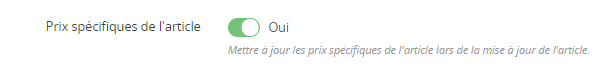 Prix spécifiques de l'article Oui
Mettre à jour les prix spécifiques de l'article lors de la mise à jour de l'article.